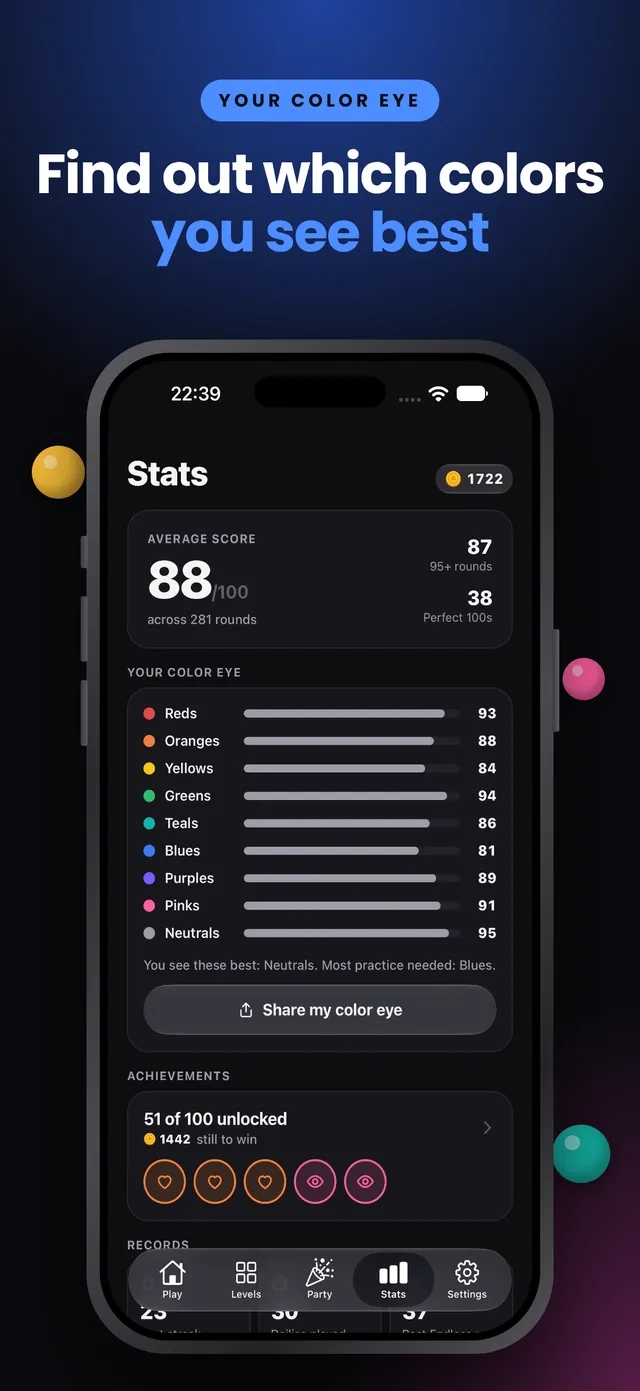 YOUR COLOR EYE
Find out which colors
you see best
22:39
Stats
1722
AVERAGE SCORE
88/100
across 281 rounds
87
95+ rounds
38
Perfect 100s
YOUR COLOR EYE
Reds 93
Oranges 88
Yellows 84
Greens 94
Teals 86
Blues 81
Purples 89
Pinks 91
Neutrals 95
You see these best: Neutrals. Most practice needed: Blues.
Share my color eye
ACHIEVEMENTS
51 of 100 unlocked
1442 still to win
RECORDS
Play Levels Party Stats Settings
23 30 37